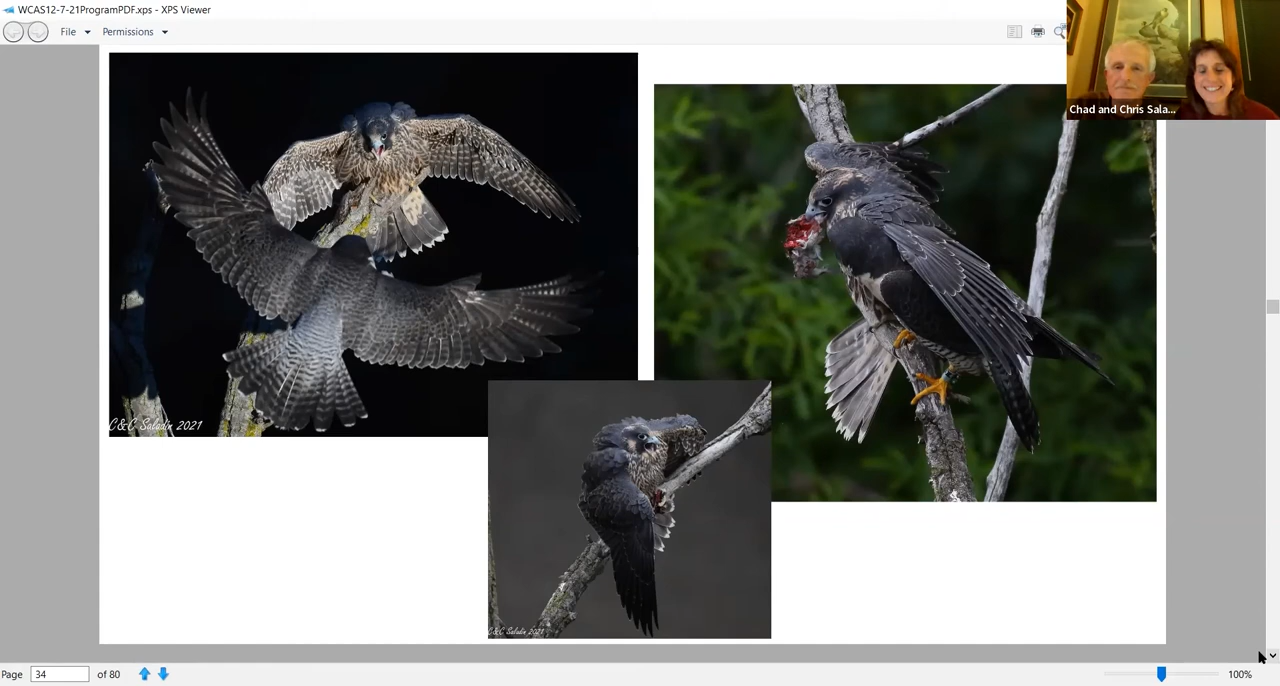 WCAS12-7-21ProgramPDF.xps - XPS Viewer
File
Permissions
Chad and Chris Sala...
C&C Saladin 2021
C&C Saladin 2021
Page 34 of 80
100%